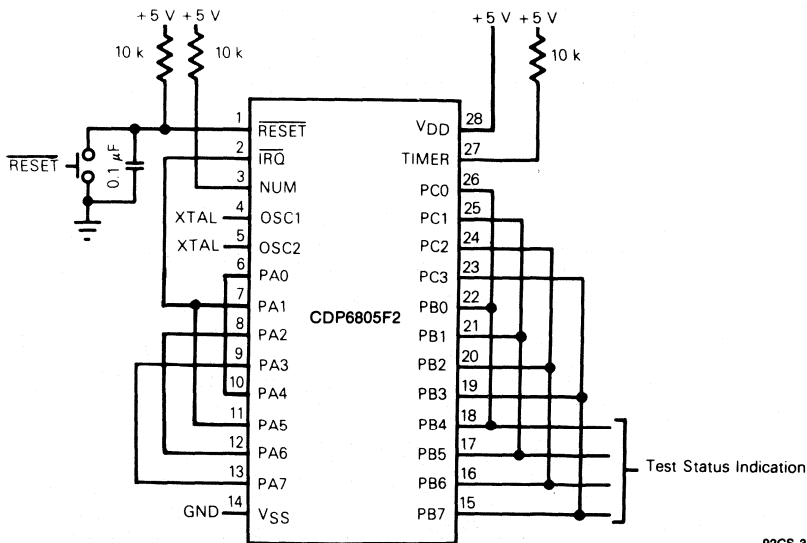 +5 V +5 V
10 k 10 k
+5 V +5 V
10 k
RESET
0.1 µF
1 RESET
2 IRQ
3 NUM
XTAL 4 OSC1
XTAL 5 OSC2
6 PA0
7 PA1
8 PA2
9 PA3
10 PA4
11 PA5
12 PA6
13 PA7
GND 14 VSS
CDP6805F2
VDD 28
TIMER 27
PC0 26
PC1 25
PC2 24
PC3 23
PB0 22
PB1 21
PB2 20
PB3 19
PB4 18
PB5 17
PB6 16
PB7 15
Test Status Indication